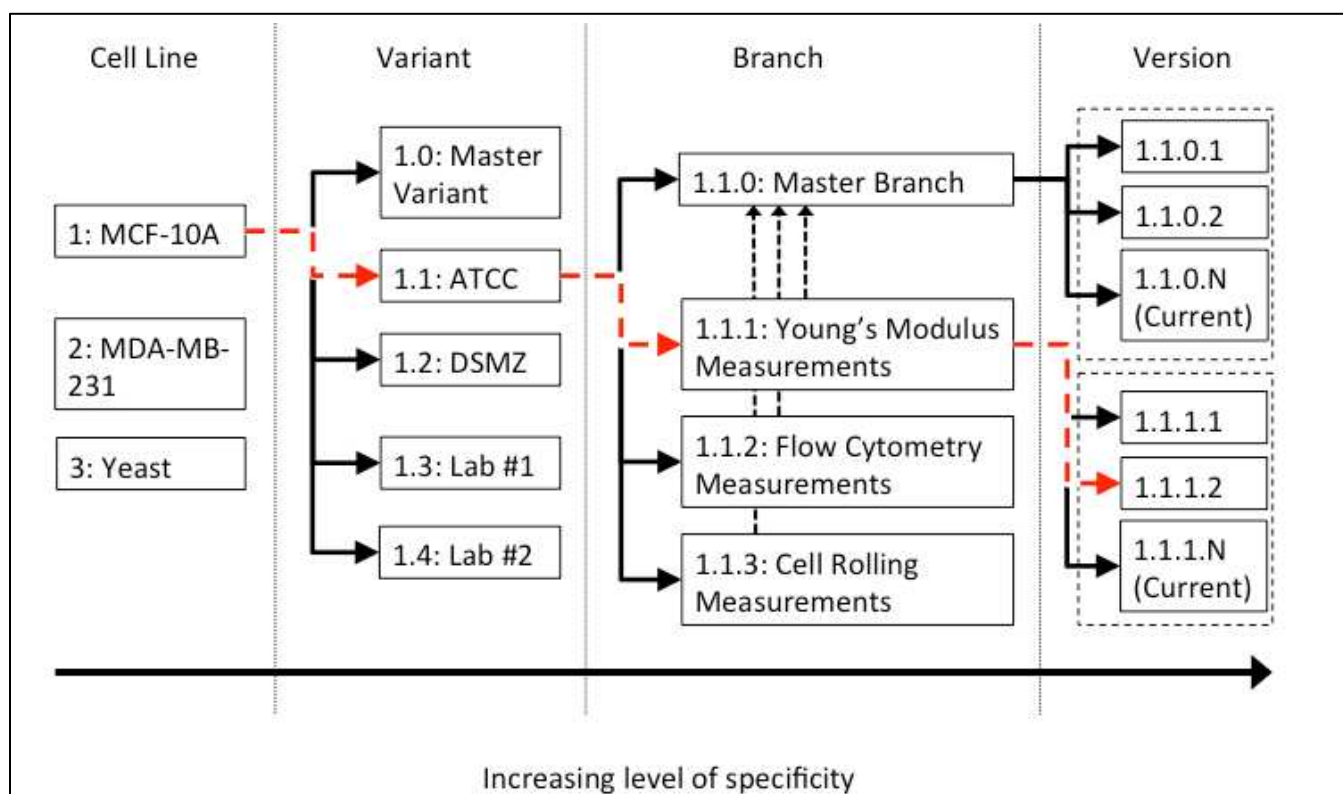 Cell Line
Variant
Branch
Version
1: MCF-10A
2: MDA-MB-
231
3: Yeast
1.0: Master
Variant
1.1: ATCC
1.2: DSMZ
1.3: Lab #1
1.4: Lab #2
1.1.0: Master Branch
1.1.1: Young’s Modulus
Measurements
1.1.2: Flow Cytometry
Measurements
1.1.3: Cell Rolling
Measurements
1.1.0.1
1.1.0.2
1.1.0.N
(Current)
1.1.1.1
1.1.1.2
1.1.1.N
(Current)
Increasing level of specificity